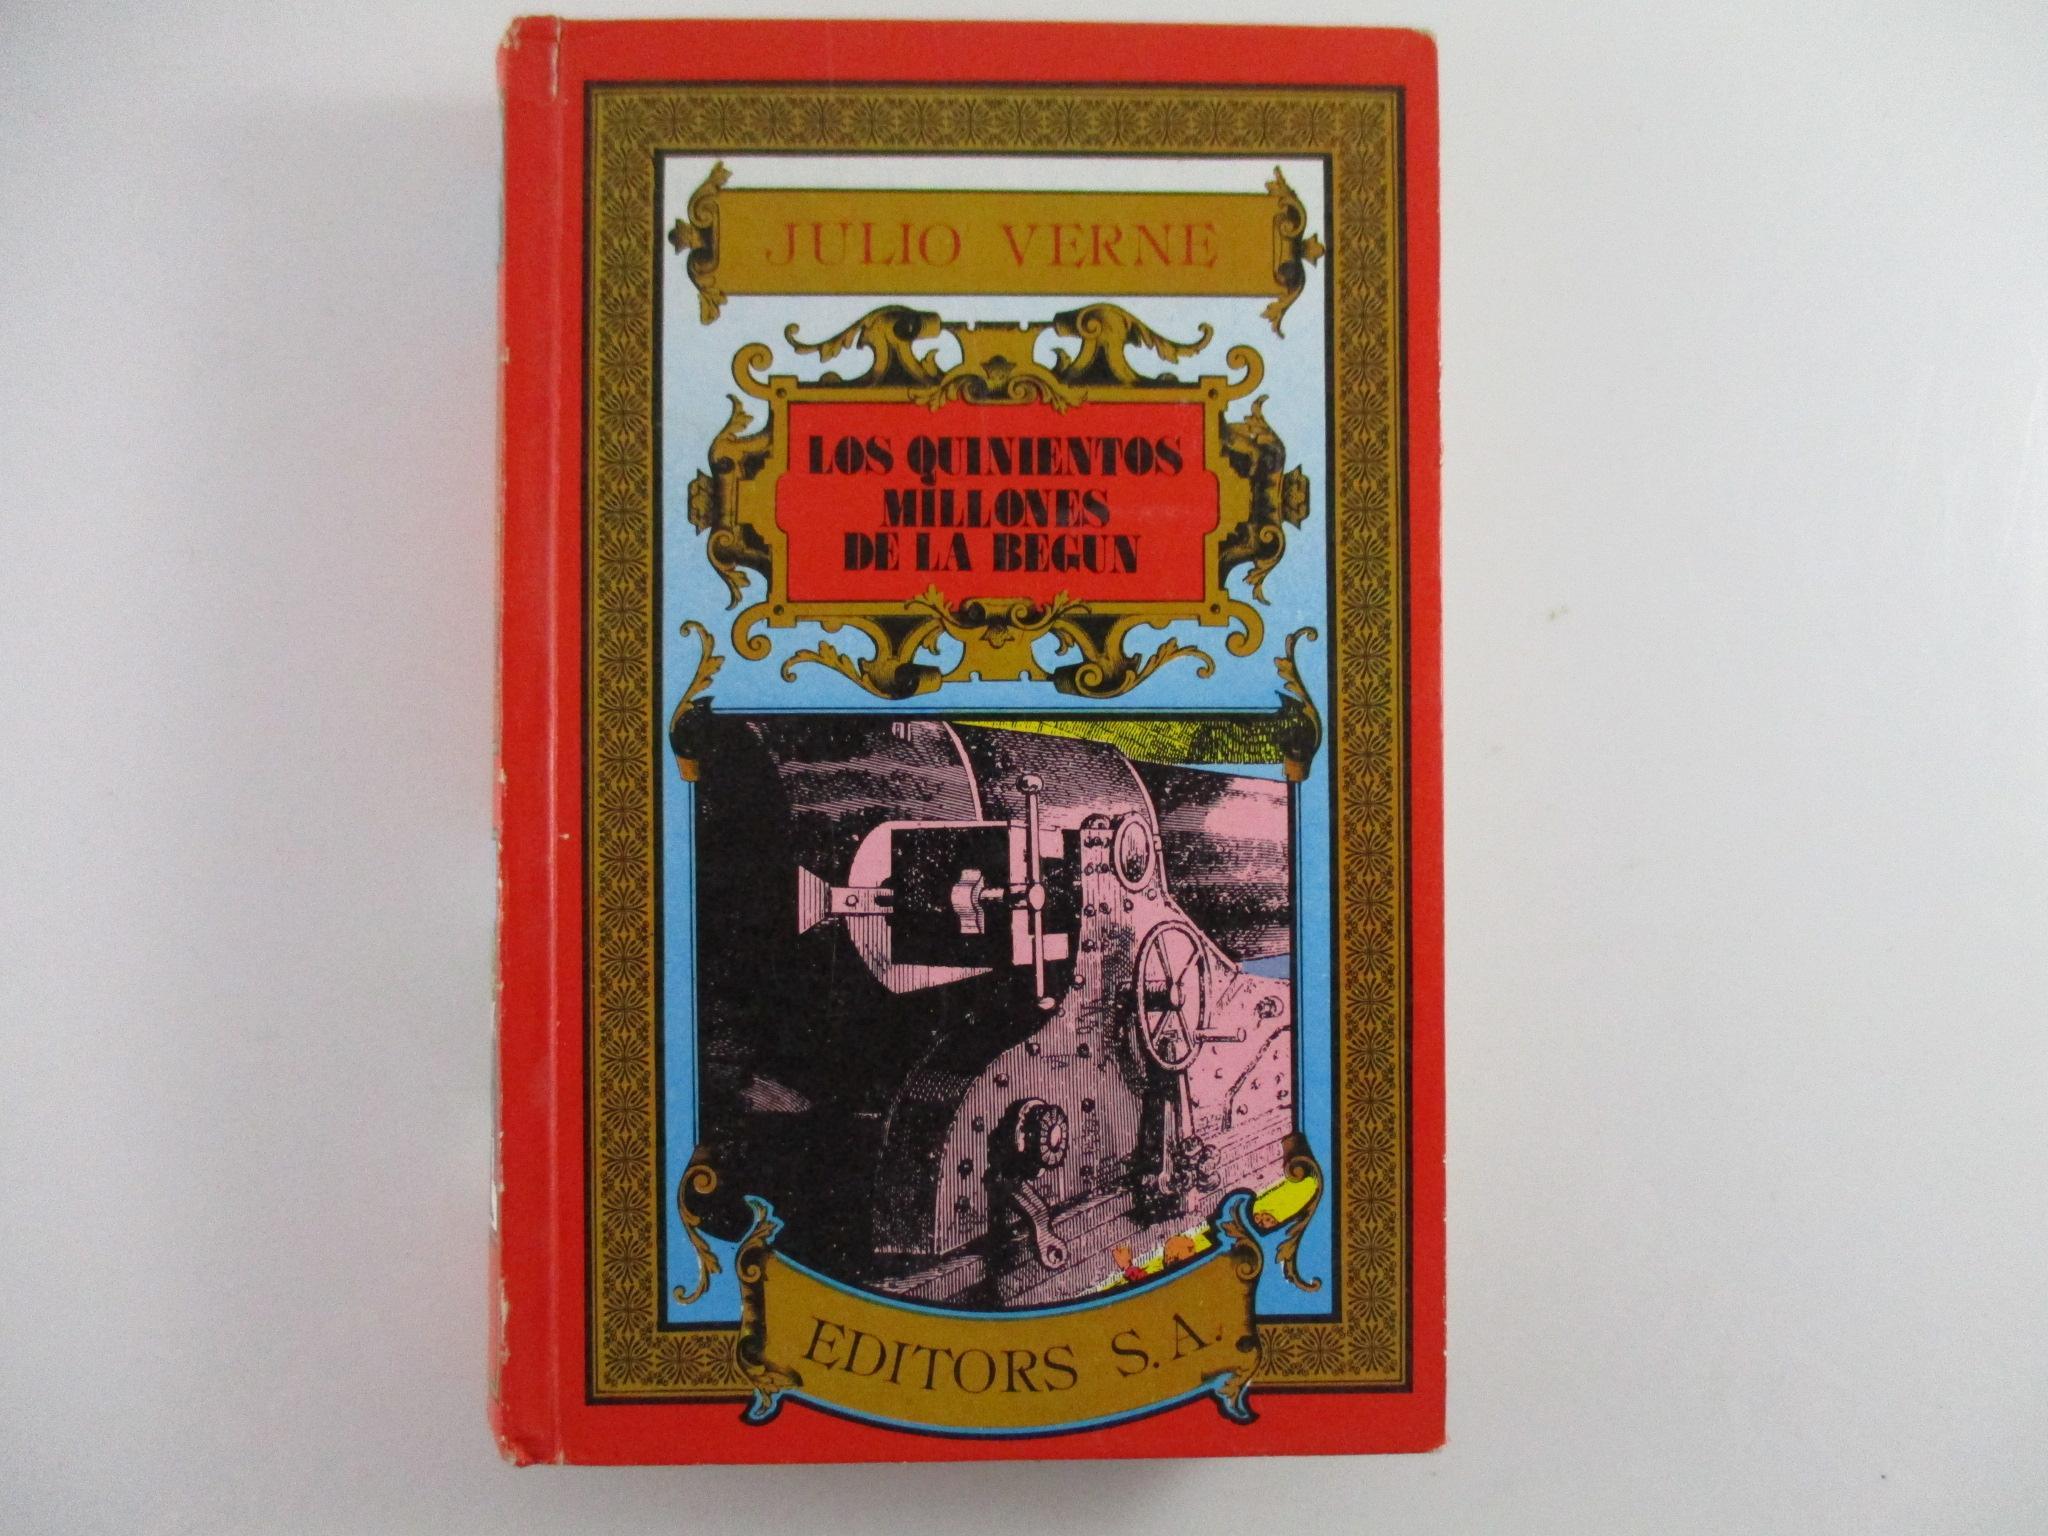 JULIO VERNE
LOS QUINIENTOS
MILLONES
DE LA BEGUN
EDITORS S.A.